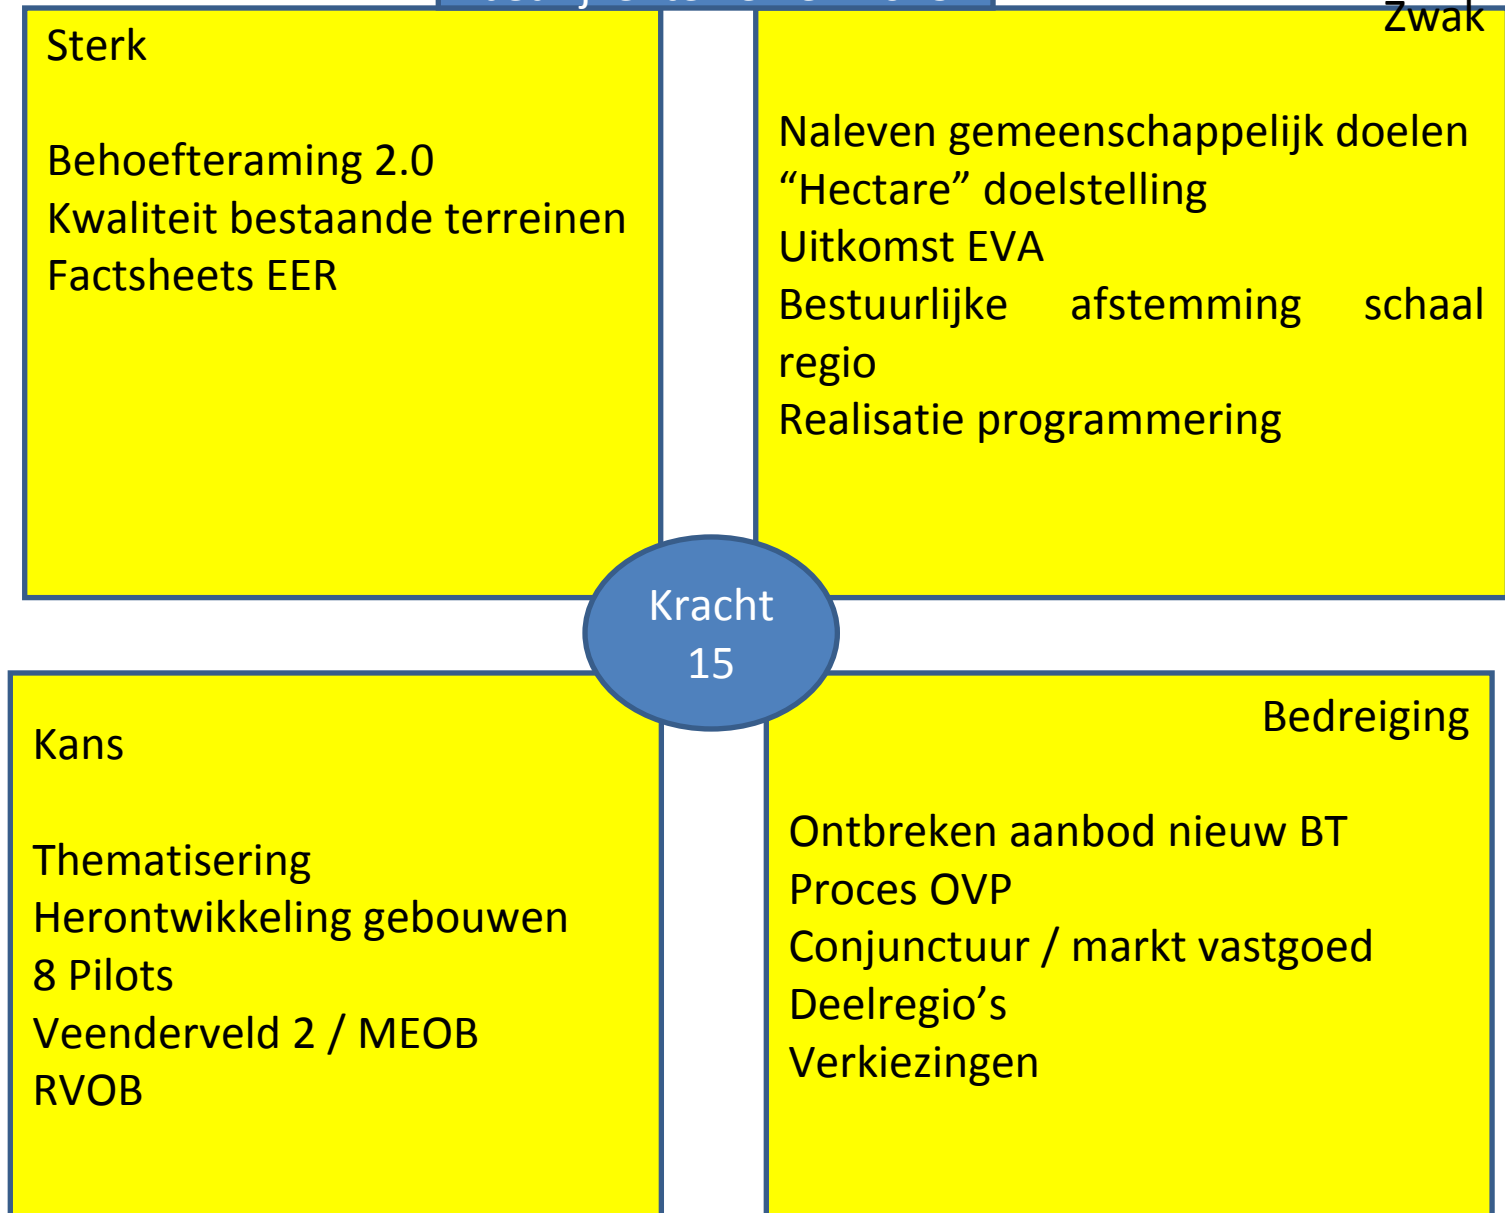 Sterk
Behoefteraming 2.0
Kwaliteit bestaande terreinen
Factsheets EER
Zwak
Naleven gemeenschappelijk doelen
“Hectare” doelstelling
Uitkomst EVA
Bestuurlijke afstemming schaal
regio
Realisatie programmering
Kracht
15
Kans
Thematisering
Herontwikkeling gebouwen
8 Pilots
Veenderveld 2 / MEOB
RVOB
Bedreiging
Ontbreken aanbod nieuw BT
Proces OVP
Conjunctuur / markt vastgoed
Deelregio’s
Verkiezingen